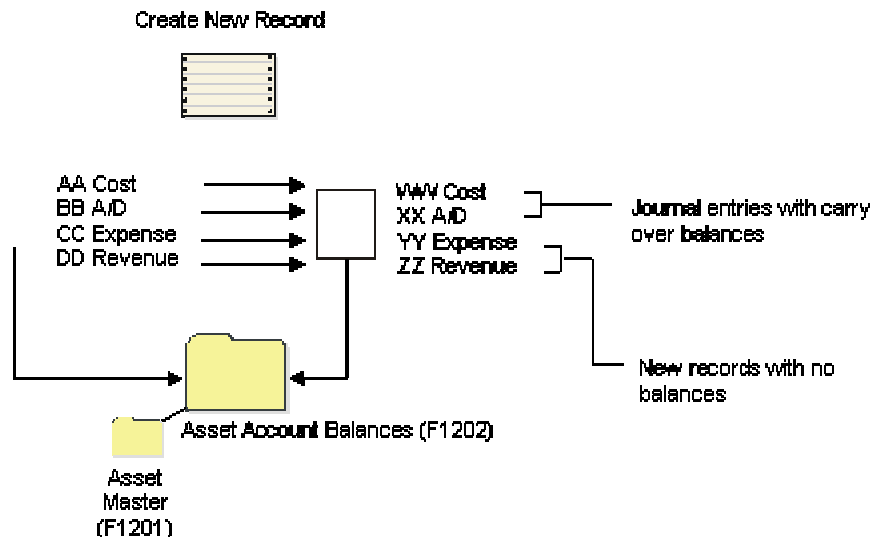 Create New Record
AA Cost
BB A/D
CC Expense
DD Revenue
WW Cost
XX A/D
YY Expense
ZZ Revenue
Journal entries with carry
over balances
New records with no
balances
Asset Account Balances (F1202)
Asset
Master
(F1201)